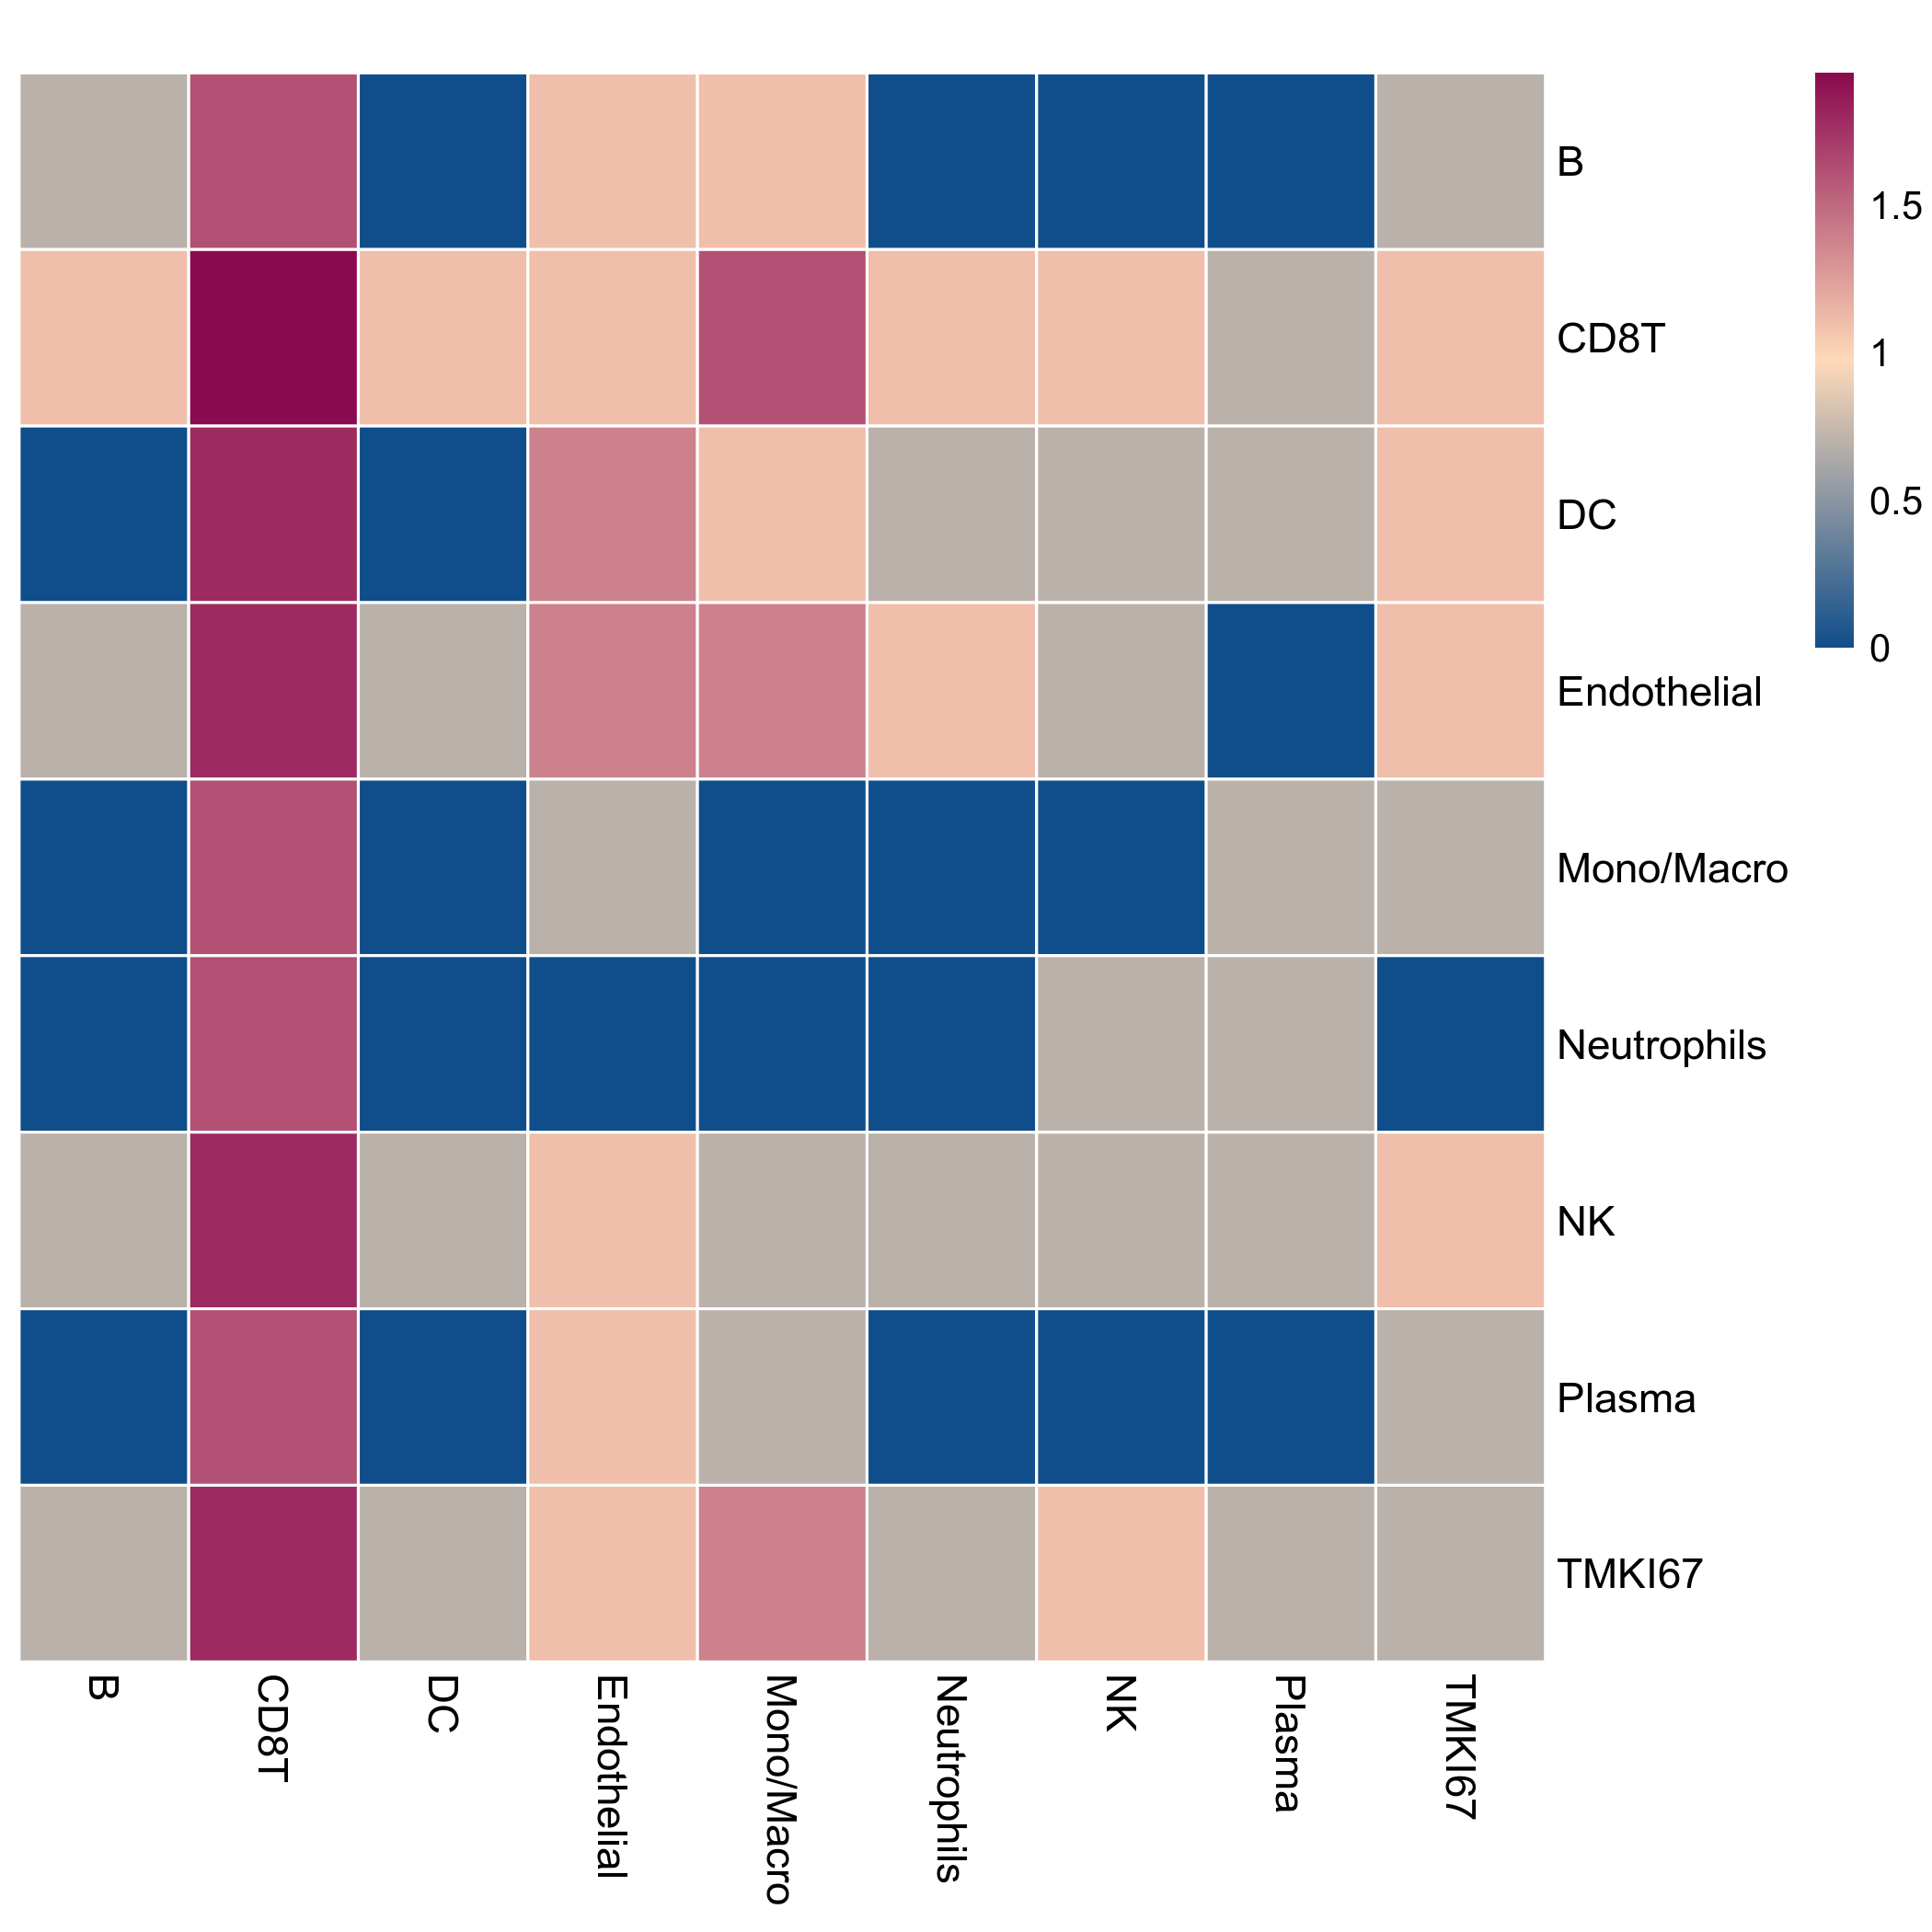 B
CD8T
DC
Endothelial
Mono/Macro
Neutrophils
NK
Plasma
TMKI67
1.5
1
0.5
0
B
CD8T
DC
Endothelial
Mono/Macro
Neutrophils
NK
Plasma
TMKI67